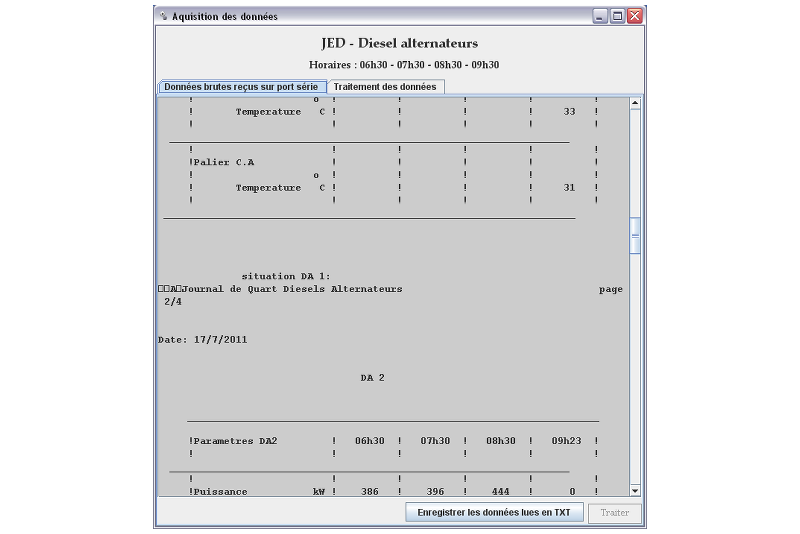 Aquisition des données
JED - Diesel alternateurs
Horaires : 06h30 - 07h30 - 08h30 - 09h30
Données brutes reçus sur port série Traitement des données
! o ! ! ! ! !
! Temperature C ! ! ! ! 33 !
! ! ! ! ! !
! ! ! ! ! !
!Palier C.A ! ! ! ! !
! o ! ! ! ! !
! Temperature C ! ! ! ! 31 !
! ! ! ! ! !
situation DA 1:
□□A□Journal de Quart Diesels Alternateurs page
2/4
Date: 17/7/2011
DA 2
!Parametres DA2 ! 06h30 ! 07h30 ! 08h30 ! 09h23 !
! ! ! ! ! !
! ! ! ! ! !
!Puissance kW ! 386 ! 396 ! 444 ! 0 !
Enregistrer les données lues en TXT Traiter